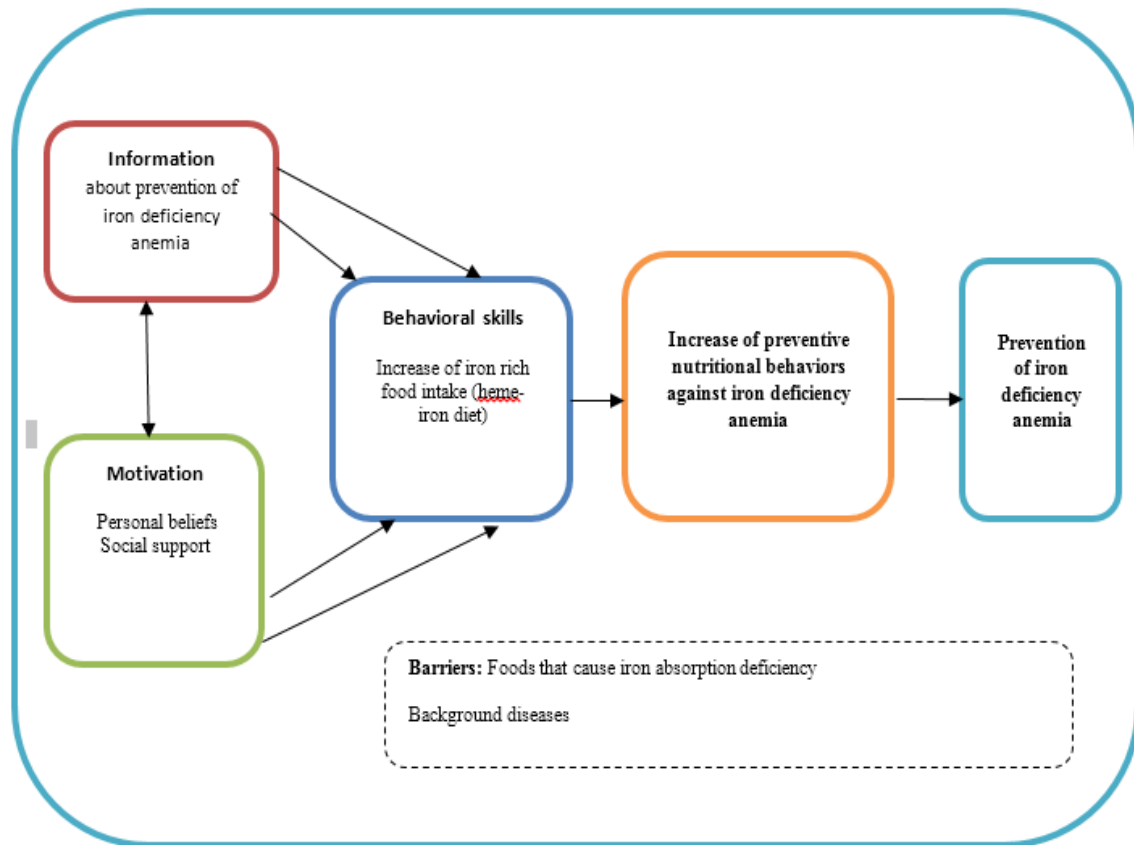 Information
about prevention of
iron deficiency
anemia
Motivation
Personal beliefs
Social support
Behavioral skills
Increase of iron rich
food intake (heme-
iron diet)
Increase of preventive
nutritional behaviors
against iron deficiency
anemia
Prevention
of iron
deficiency
anemia
Barriers: Foods that cause iron absorption deficiency
Background diseases